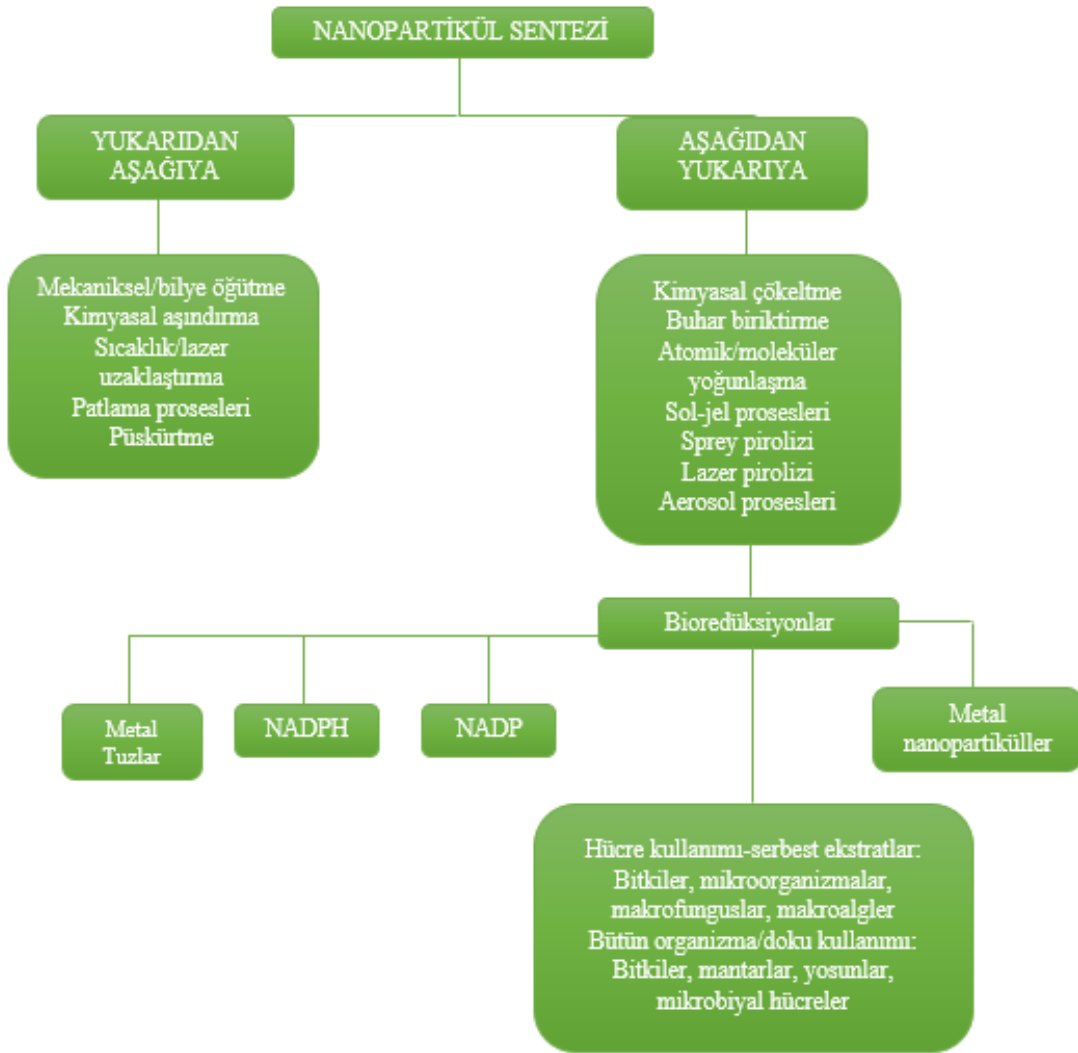 NANOPARTİKÜL SENTEZİ
YUKARIDAN
AŞAĞIYA
AŞAĞIDAN
YUKARIYA
Mekaniksel/bilye öğütme
Kimyasal aşındırma
Sıcaklık/lazer
uzaklaştırma
Patlama prosesleri
Püskürtme
Kimyasal çökeltme
Buhar biriktirme
Atomik/moleküler
yoğunlaşma
Sol-jel prosesleri
Sprey pirolizi
Lazer pirolizi
Aerosol prosesleri
Bioredüksiyonlar
Metal
Tuzlar
NADPH
NADP
Metal
nanopartiküller
Hücre kullanımı-serbest ekstratlar:
Bitkiler, mikroorganizmalar,
makrofunguslar, makroalgler
Bütün organizma/doku kullanımı:
Bitkiler, mantarlar, yosunlar,
mikrobiyal hücreler